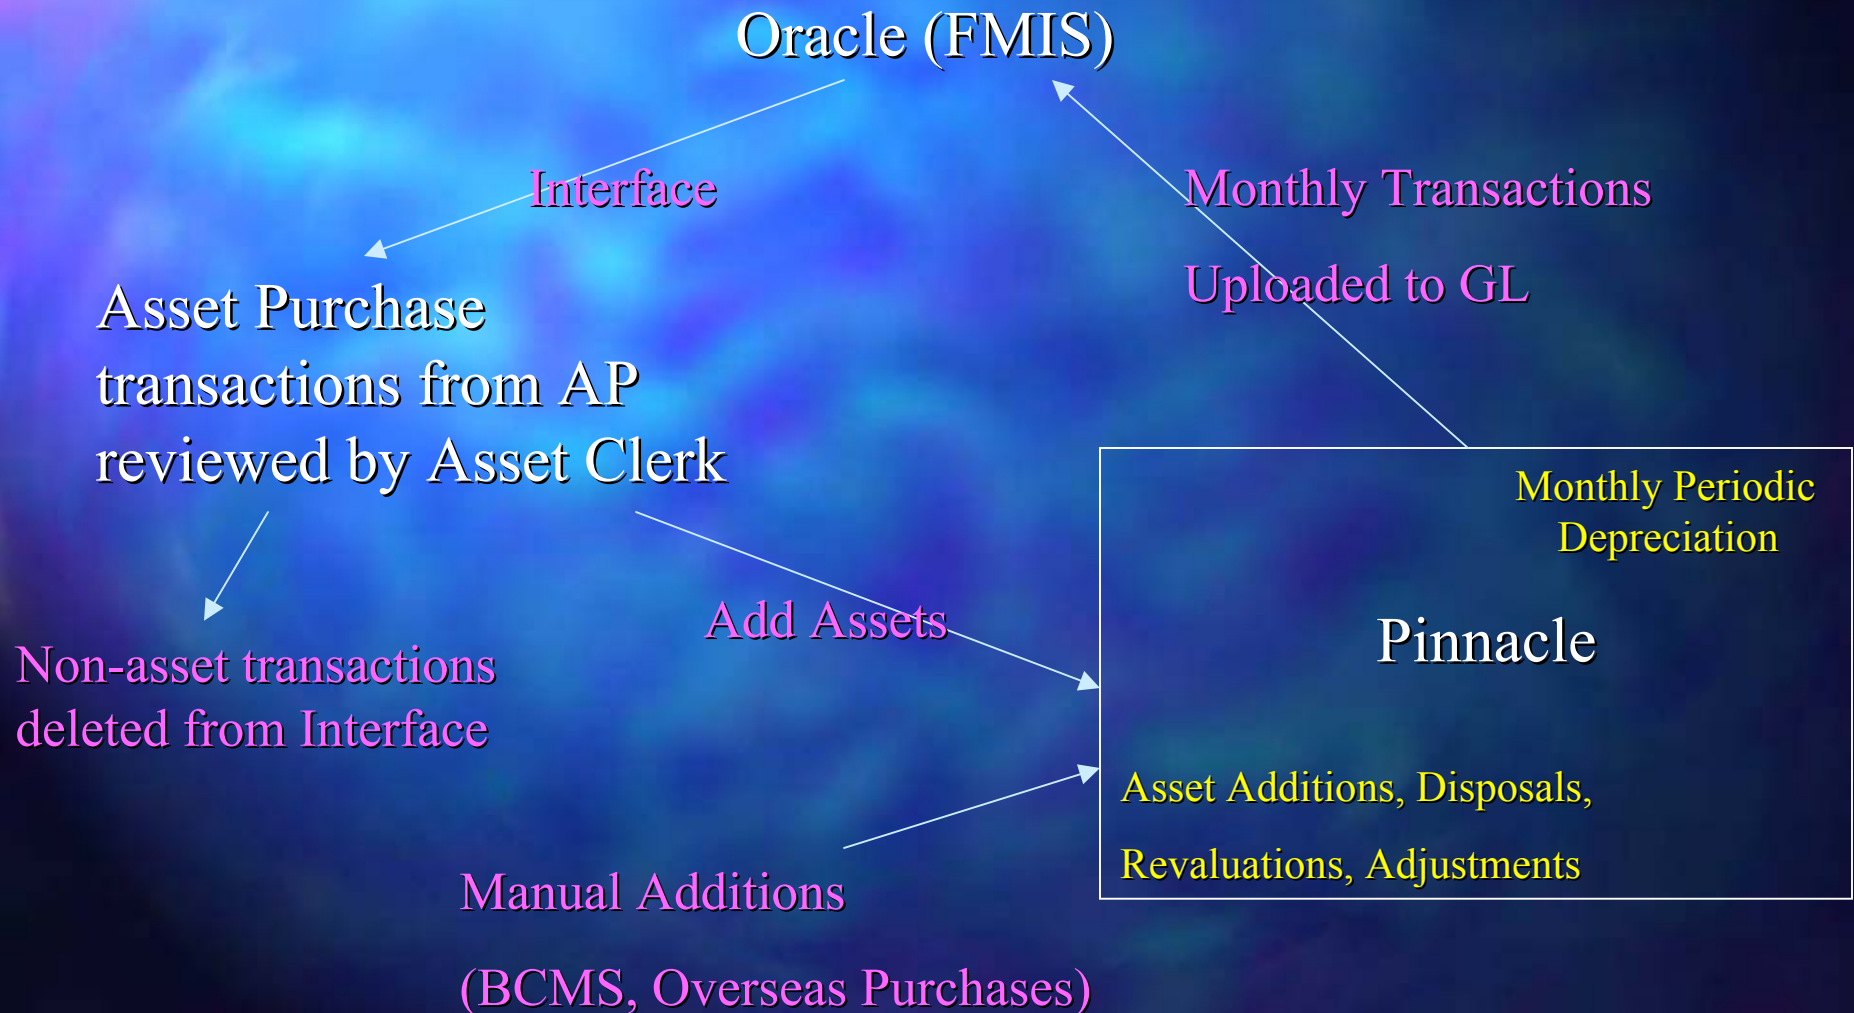 Oracle (FMIS)
Interface
Monthly Transactions
Uploaded to GL
Asset Purchase
transactions from AP
reviewed by Asset Clerk
Monthly Periodic
Depreciation
Add Assets
Pinnacle
Non-asset transactions
deleted from Interface
Asset Additions, Disposals,
Revaluations, Adjustments
Manual Additions
(BCMS, Overseas Purchases)